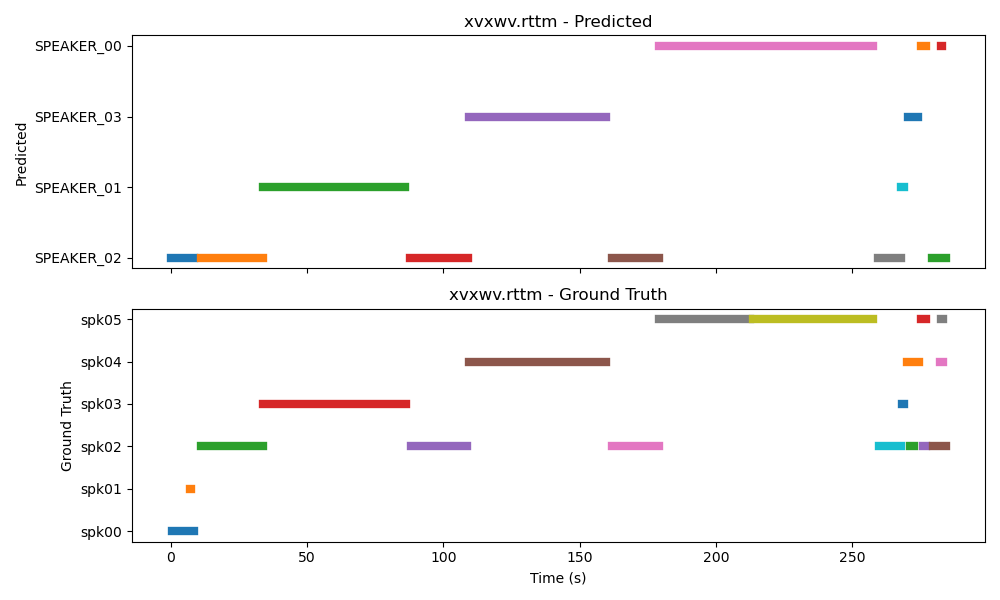 xvxwv.rttm - Predicted
SPEAKER_00
SPEAKER_03
SPEAKER_01
SPEAKER_02
Predicted
xvxwv.rttm - Ground Truth
spk05
spk04
spk03
spk02
spk01
spk00
Ground Truth
0 50 100 150 200 250
Time (s)